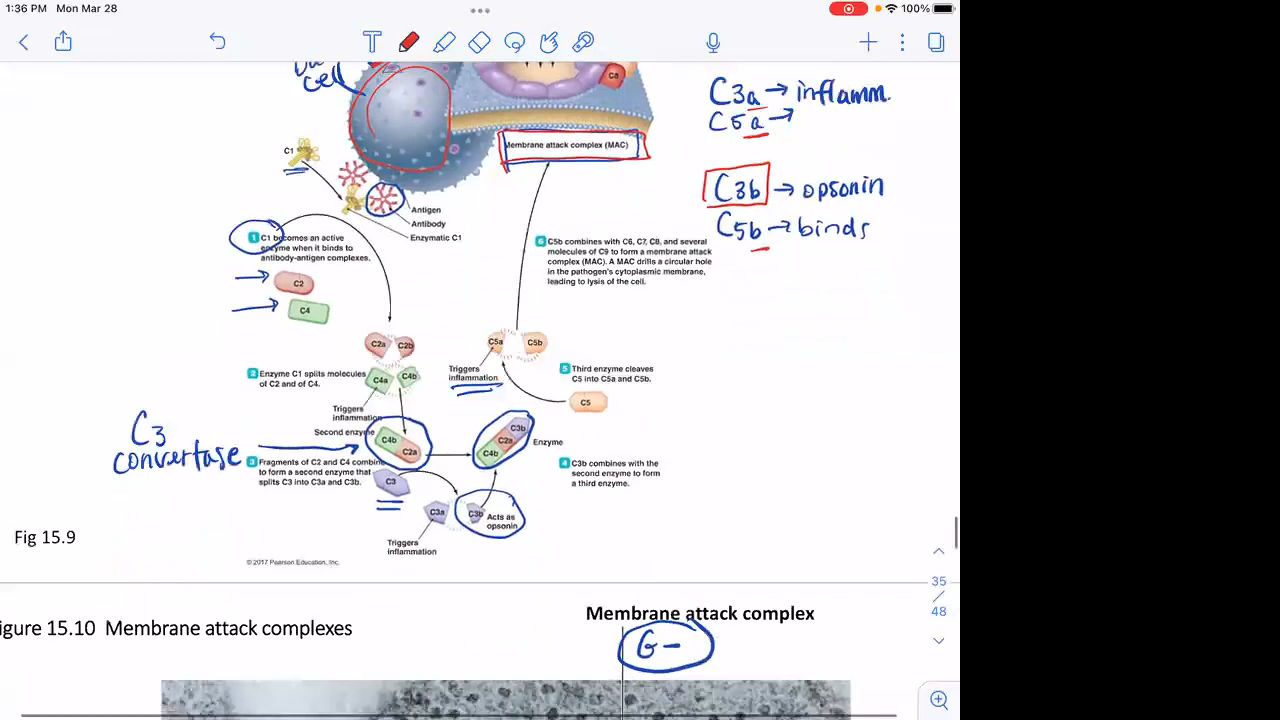 1:36 PM Mon Mar 28
100%
cell
C8
C3a → inflamm.
C5a →
C3b → opsonin
C5b → binds
Membrane attack complex (MAC)
C1
Antigen
Antibody
Enzymatic C1
1 C1 becomes an active
enzyme when it binds to
antibody-antigen complexes.
C2
C4
6 C5b combines with C6, C7, C8, and several
molecules of C9 to form a membrane attack
complex (MAC). A MAC drills a circular hole
in the pathogen's cytoplasmic membrane,
leading to lysis of the cell.
C2a C2b
C5a C5b
2 Enzyme C1 splits molecules
of C2 and of C4.
C4a C4b
Triggers
inflammation
Triggers
inflammation
5 Third enzyme cleaves
C5 into C5a and C5b.
C5
Second enzyme
C4b C2a
C3b
C2a
C4b
Enzyme
C3
convertase
3 Fragments of C2 and C4 combine
to form a second enzyme that
splits C3 into C3a and C3b.
4 C3b combines with the
second enzyme to form
a third enzyme.
C3
C3a
C3b
Acts as
opsonin
Triggers
inflammation
Fig 15.9
© 2017 Pearson Education, Inc.
35
/
48
igure 15.10 Membrane attack complexes
Membrane attack complex
G -